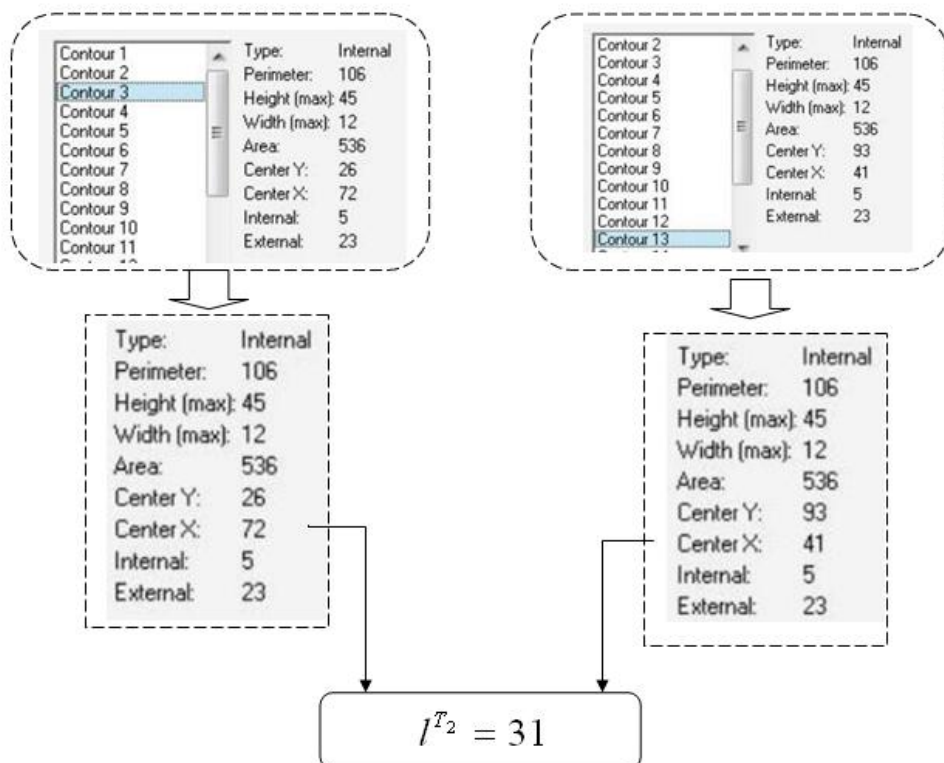 Contour 1
Contour 2
Contour 3
Contour 4
Contour 5
Contour 6
Contour 7
Contour 8
Contour 9
Contour 10
Contour 11
Type: Internal
Perimeter: 106
Height (max): 45
Width (max): 12
Area: 536
Center Y: 26
Center X: 72
Internal: 5
External: 23
Contour 2
Contour 3
Contour 4
Contour 5
Contour 6
Contour 7
Contour 8
Contour 9
Contour 10
Contour 11
Contour 12
Contour 13
Type: Internal
Perimeter: 106
Height (max): 45
Width (max): 12
Area: 536
Center Y: 93
Center X: 41
Internal: 5
External: 23
Type: Internal
Perimeter: 106
Height (max): 45
Width (max): 12
Area: 536
Center Y: 26
Center X: 72
Internal: 5
External: 23
Type: Internal
Perimeter: 106
Height (max): 45
Width (max): 12
Area: 536
Center Y: 93
Center X: 41
Internal: 5
External: 23
l^{T_2} = 31